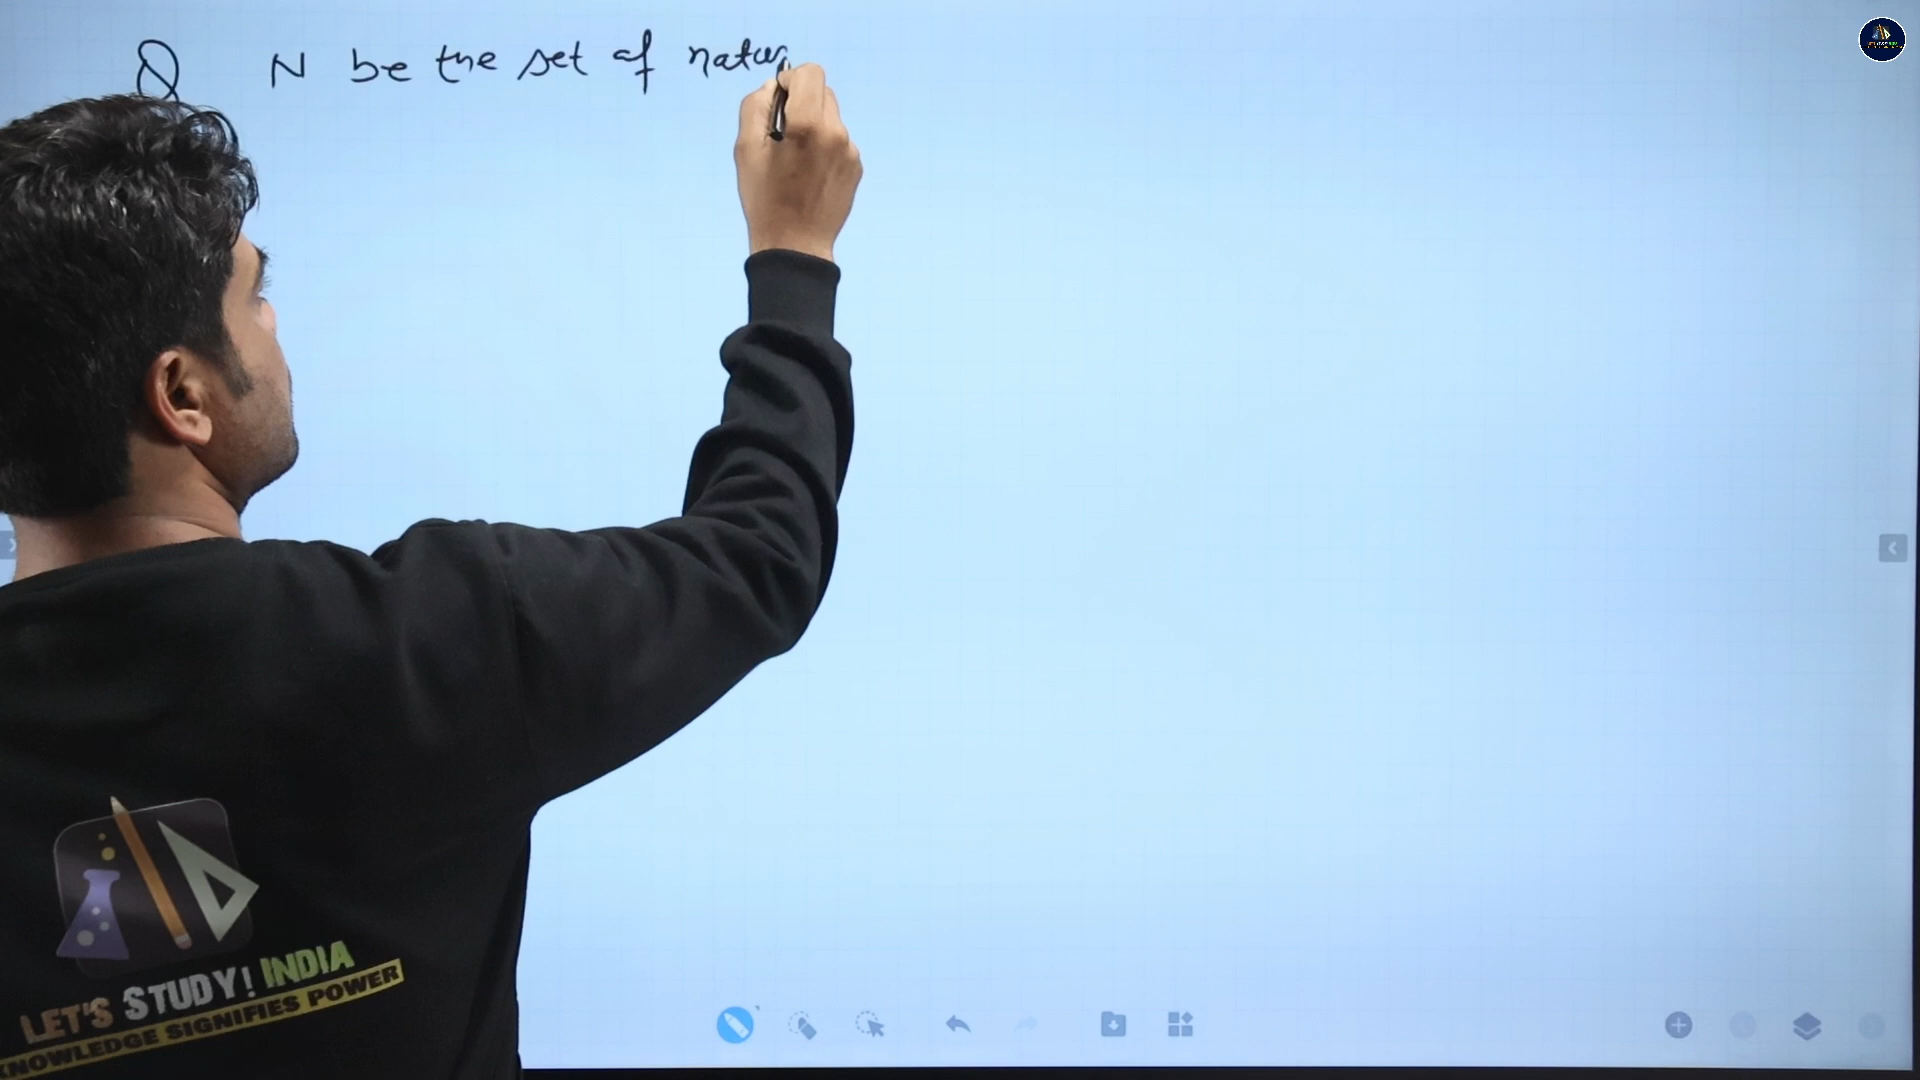 Q N be the set of natur
LET'S STUDY! INDIA
KNOWLEDGE SIGNIFIES POWER